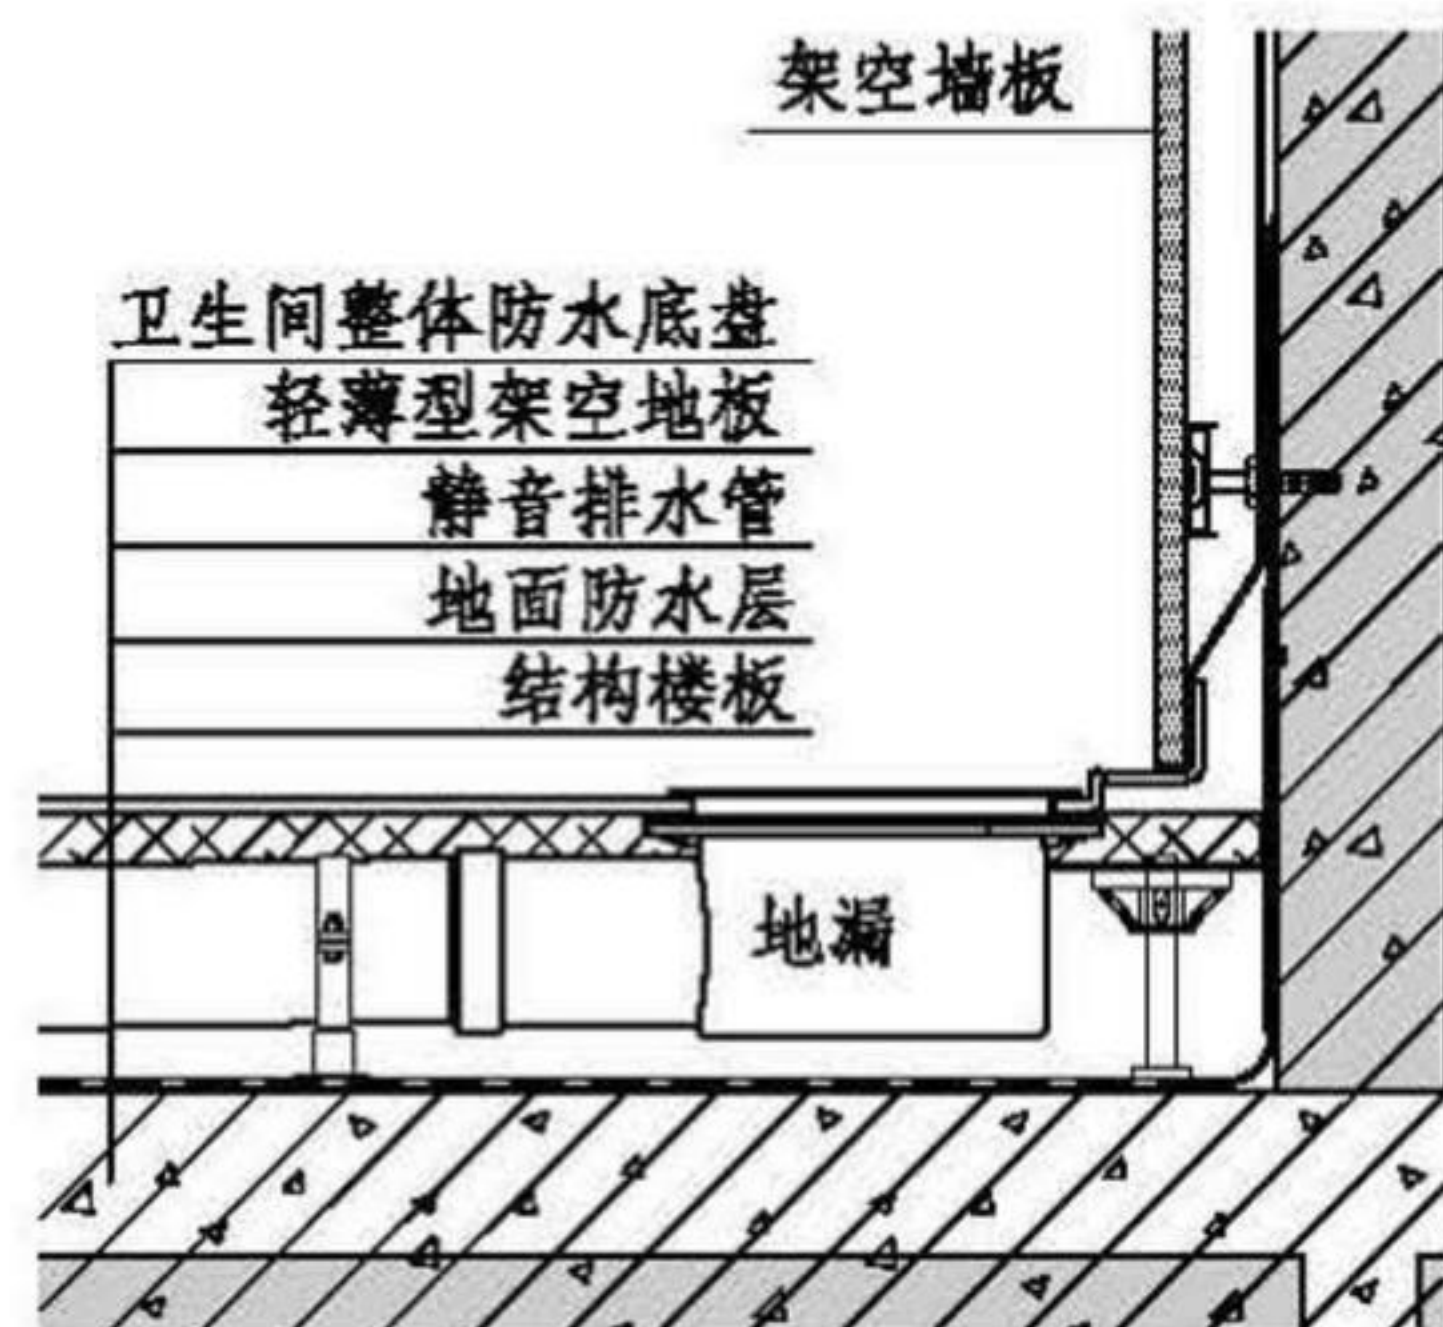 架空墙板
卫生间整体防水底盘
轻薄型架空地板
静音排水管
地面防水层
结构楼板
地漏